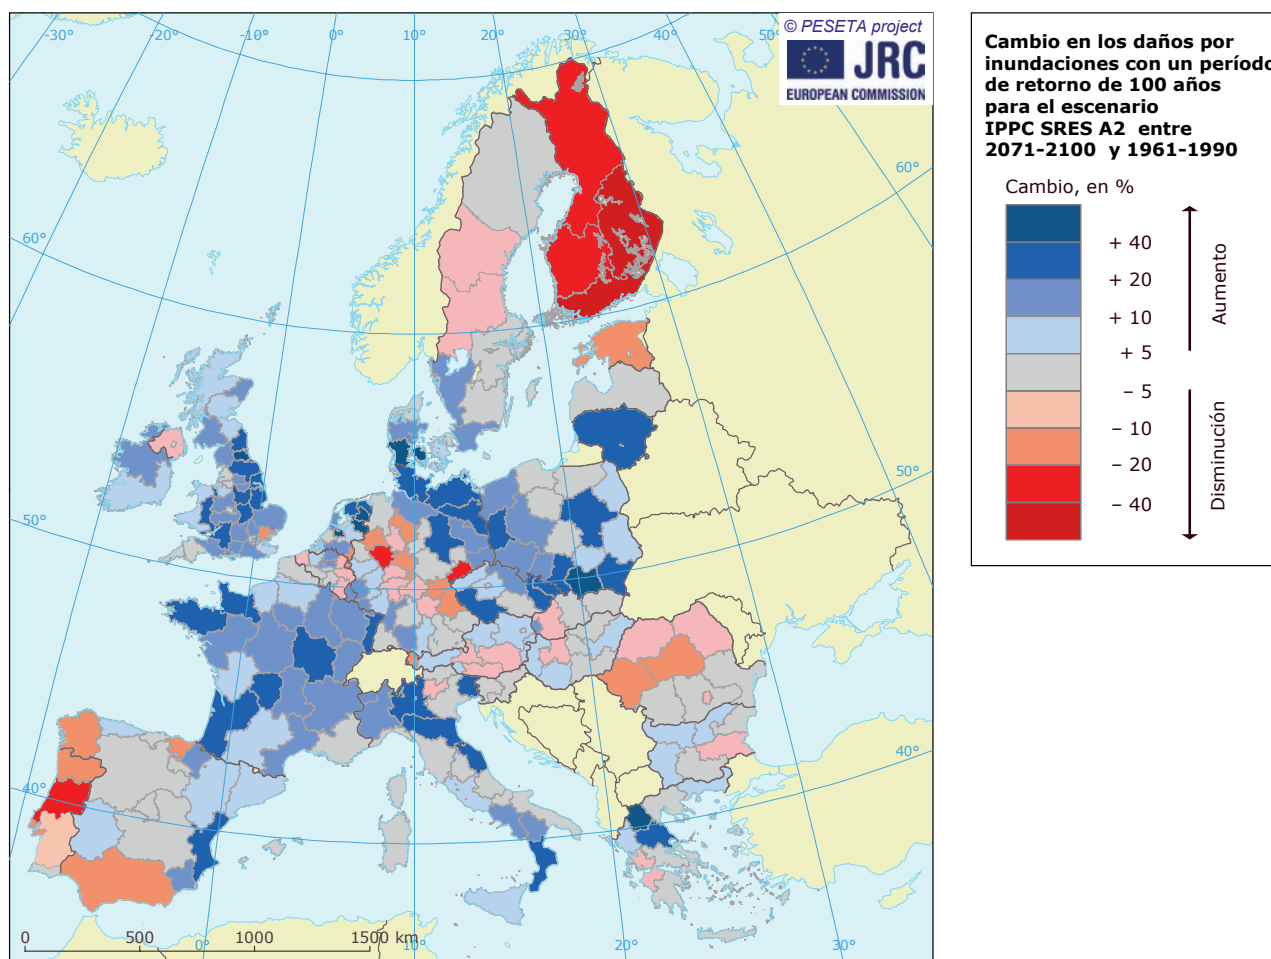 -30°
-20°
-10°
0°
10°
20°
30°
50°
© PESETA project
JRC
EUROPEAN COMMISSION
60°
60°
50°
50°
40°
40°
0
500
1000
1500 km
0°
10°
20°
30°
Cambio en los daños por
inundaciones con un período
de retorno de 100 años
para el escenario
IPPC SRES A2 entre
2071-2100 y 1961-1990
Cambio, en %
+ 40
+ 20
+ 10
+ 5
– 5
– 10
– 20
– 40
Aumento
Disminución